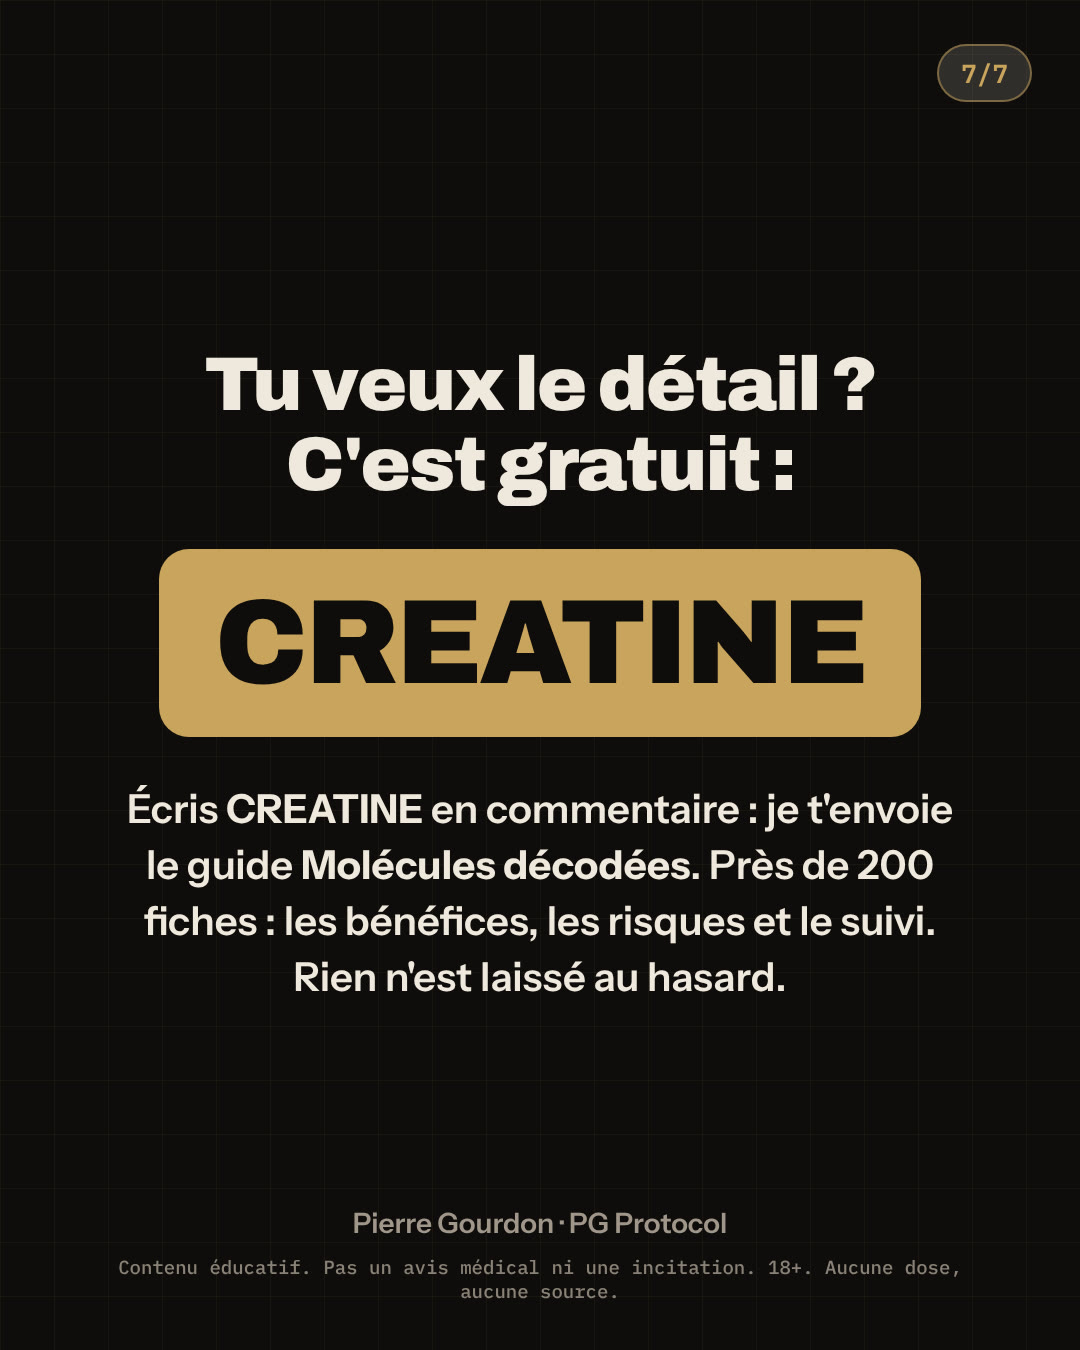 7/7
Tu veux le détail ?
C'est gratuit :
CREATINE
Écris CREATINE en commentaire : je t'envoie
le guide Molécules décodées. Près de 200
fiches : les bénéfices, les risques et le suivi.
Rien n'est laissé au hasard.
Pierre Gourdon · PG Protocol
Contenu éducatif. Pas un avis médical ni une incitation. 18+. Aucune dose,
aucune source.